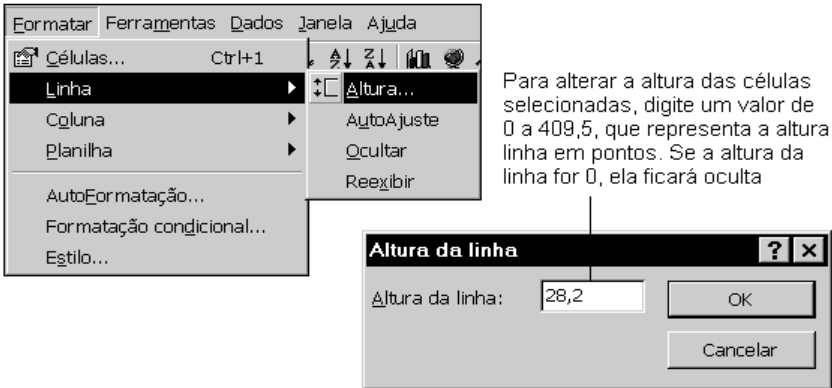 Formatar Ferramentas Dados Janela Ajuda
Células... Ctrl+1
Linha
Coluna
Planilha
AutoFormatação...
Formatação condicional...
Estilo...
Altura...
AutoAjuste
Ocultar
Reexibir
Para alterar a altura das células
selecionadas, digite um valor de
0 a 409,5, que representa a altura
linha em pontos. Se a altura da
linha for 0, ela ficará oculta
Altura da linha
Altura da linha: 28,2
OK
Cancelar